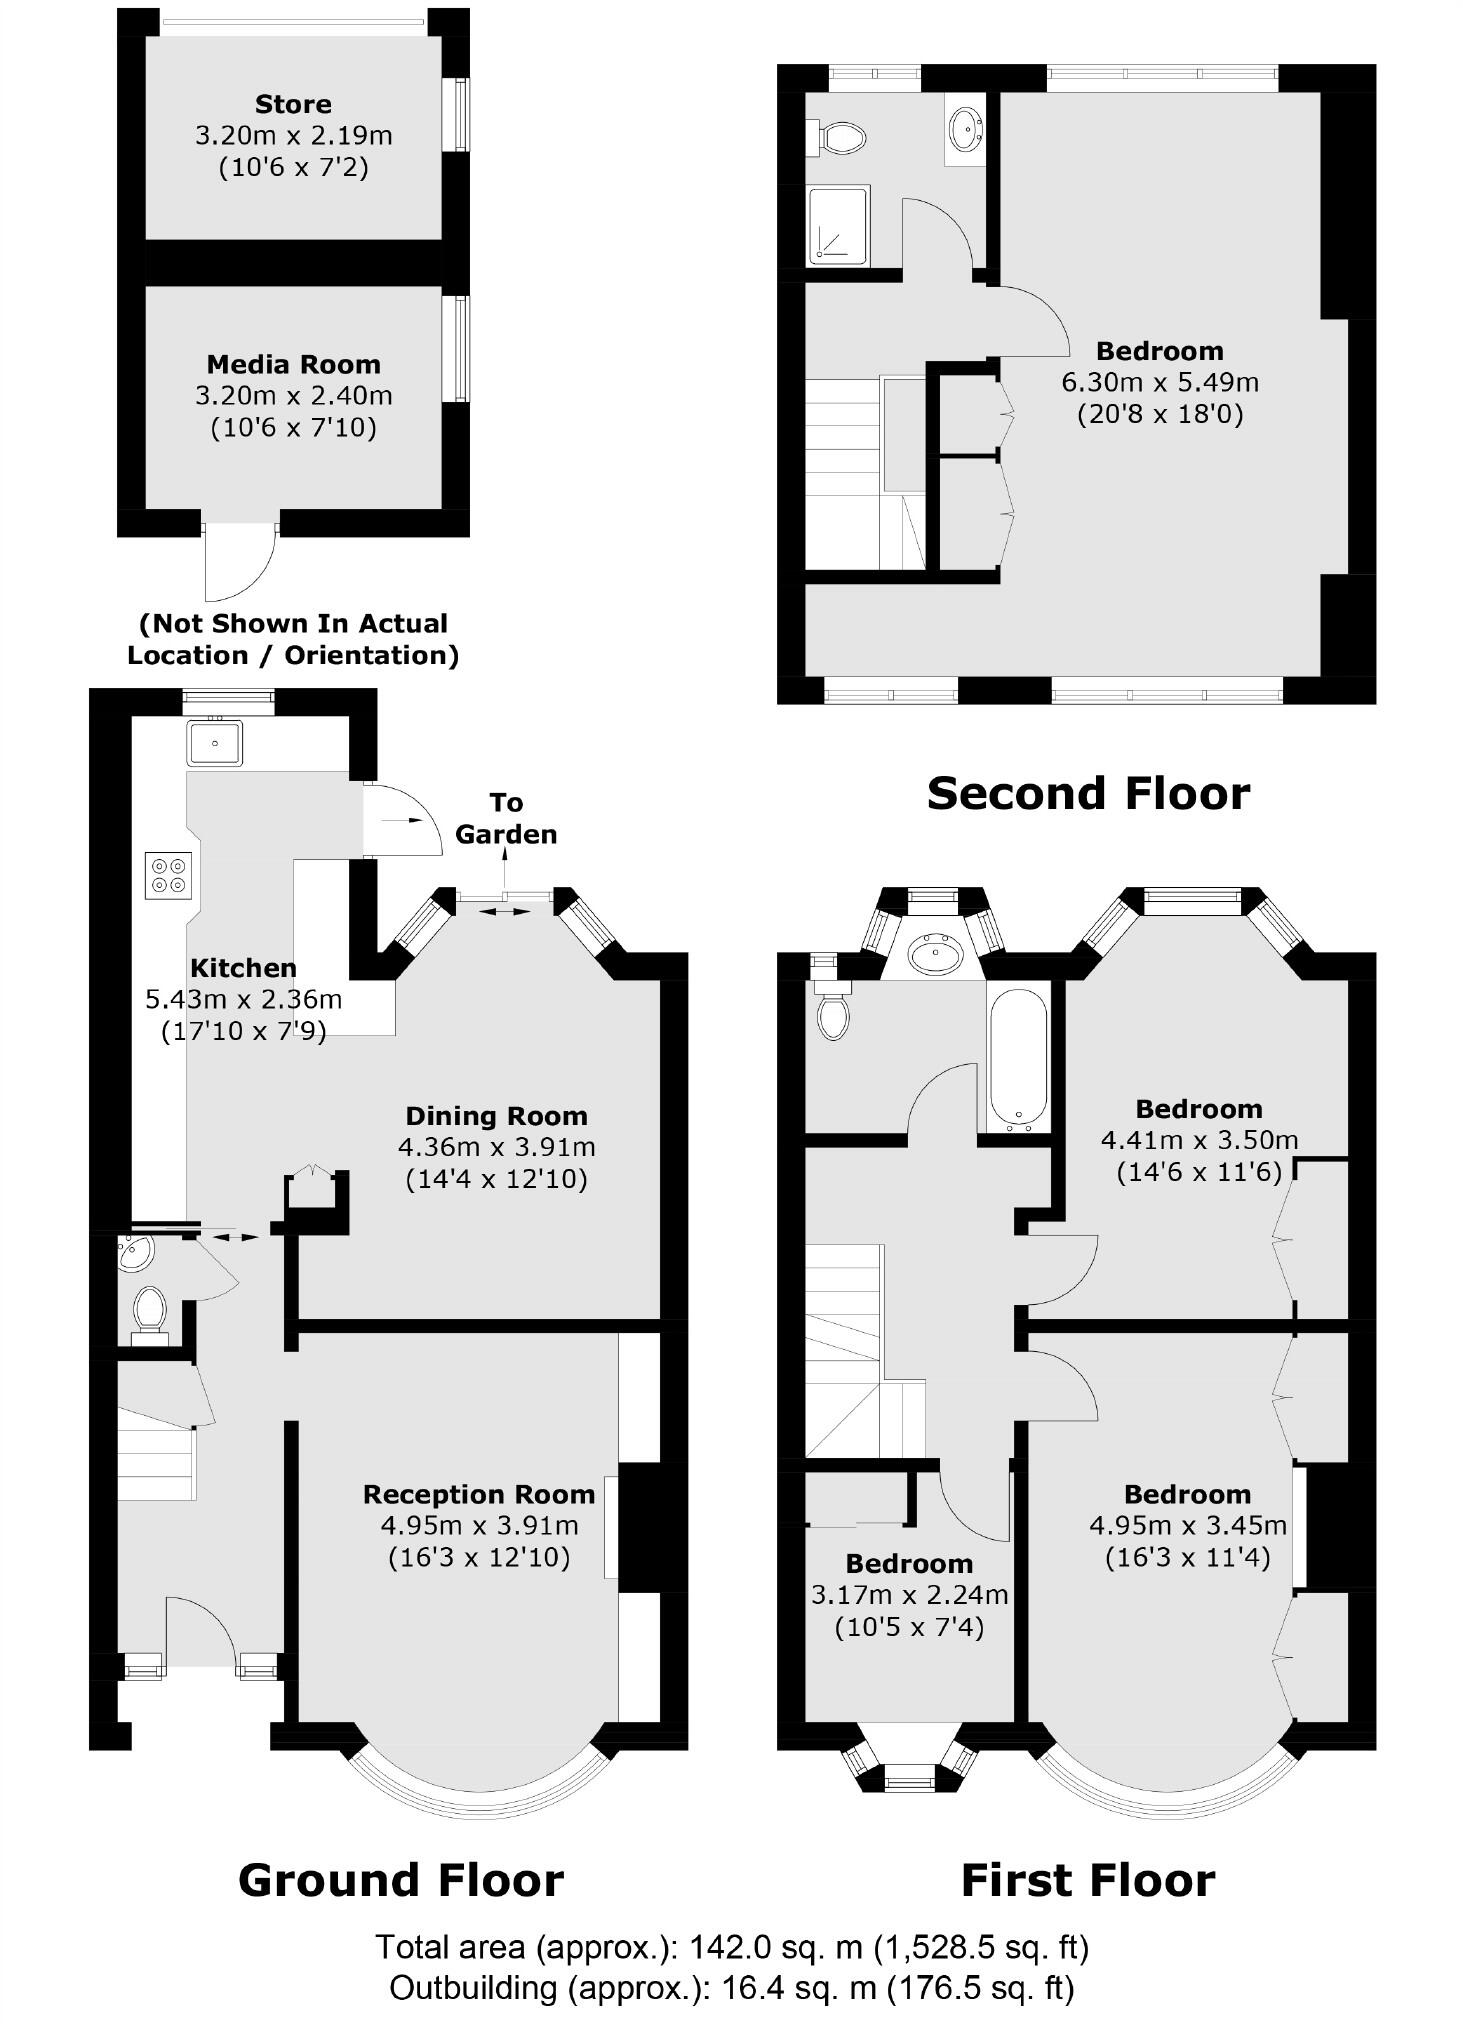 Store
3.20m x 2.19m
(10'6 x 7'2)
Media Room
3.20m x 2.40m
(10'6 x 7'10)
(Not Shown In Actual
Location / Orientation)
Bedroom
6.30m x 5.49m
(20'8 x 18'0)
Second Floor
To
Garden
Kitchen
5.43m x 2.36m
(17'10 x 7'9)
Dining Room
4.36m x 3.91m
(14'4 x 12'10)
Reception Room
4.95m x 3.91m
(16'3 x 12'10)
Ground Floor
Bedroom
4.41m x 3.50m
(14'6 x 11'6)
Bedroom
4.95m x 3.45m
(16'3 x 11'4)
Bedroom
3.17m x 2.24m
(10'5 x 7'4)
First Floor
Total area (approx.): 142.0 sq. m (1,528.5 sq. ft)
Outbuilding (approx.): 16.4 sq. m (176.5 sq. ft)